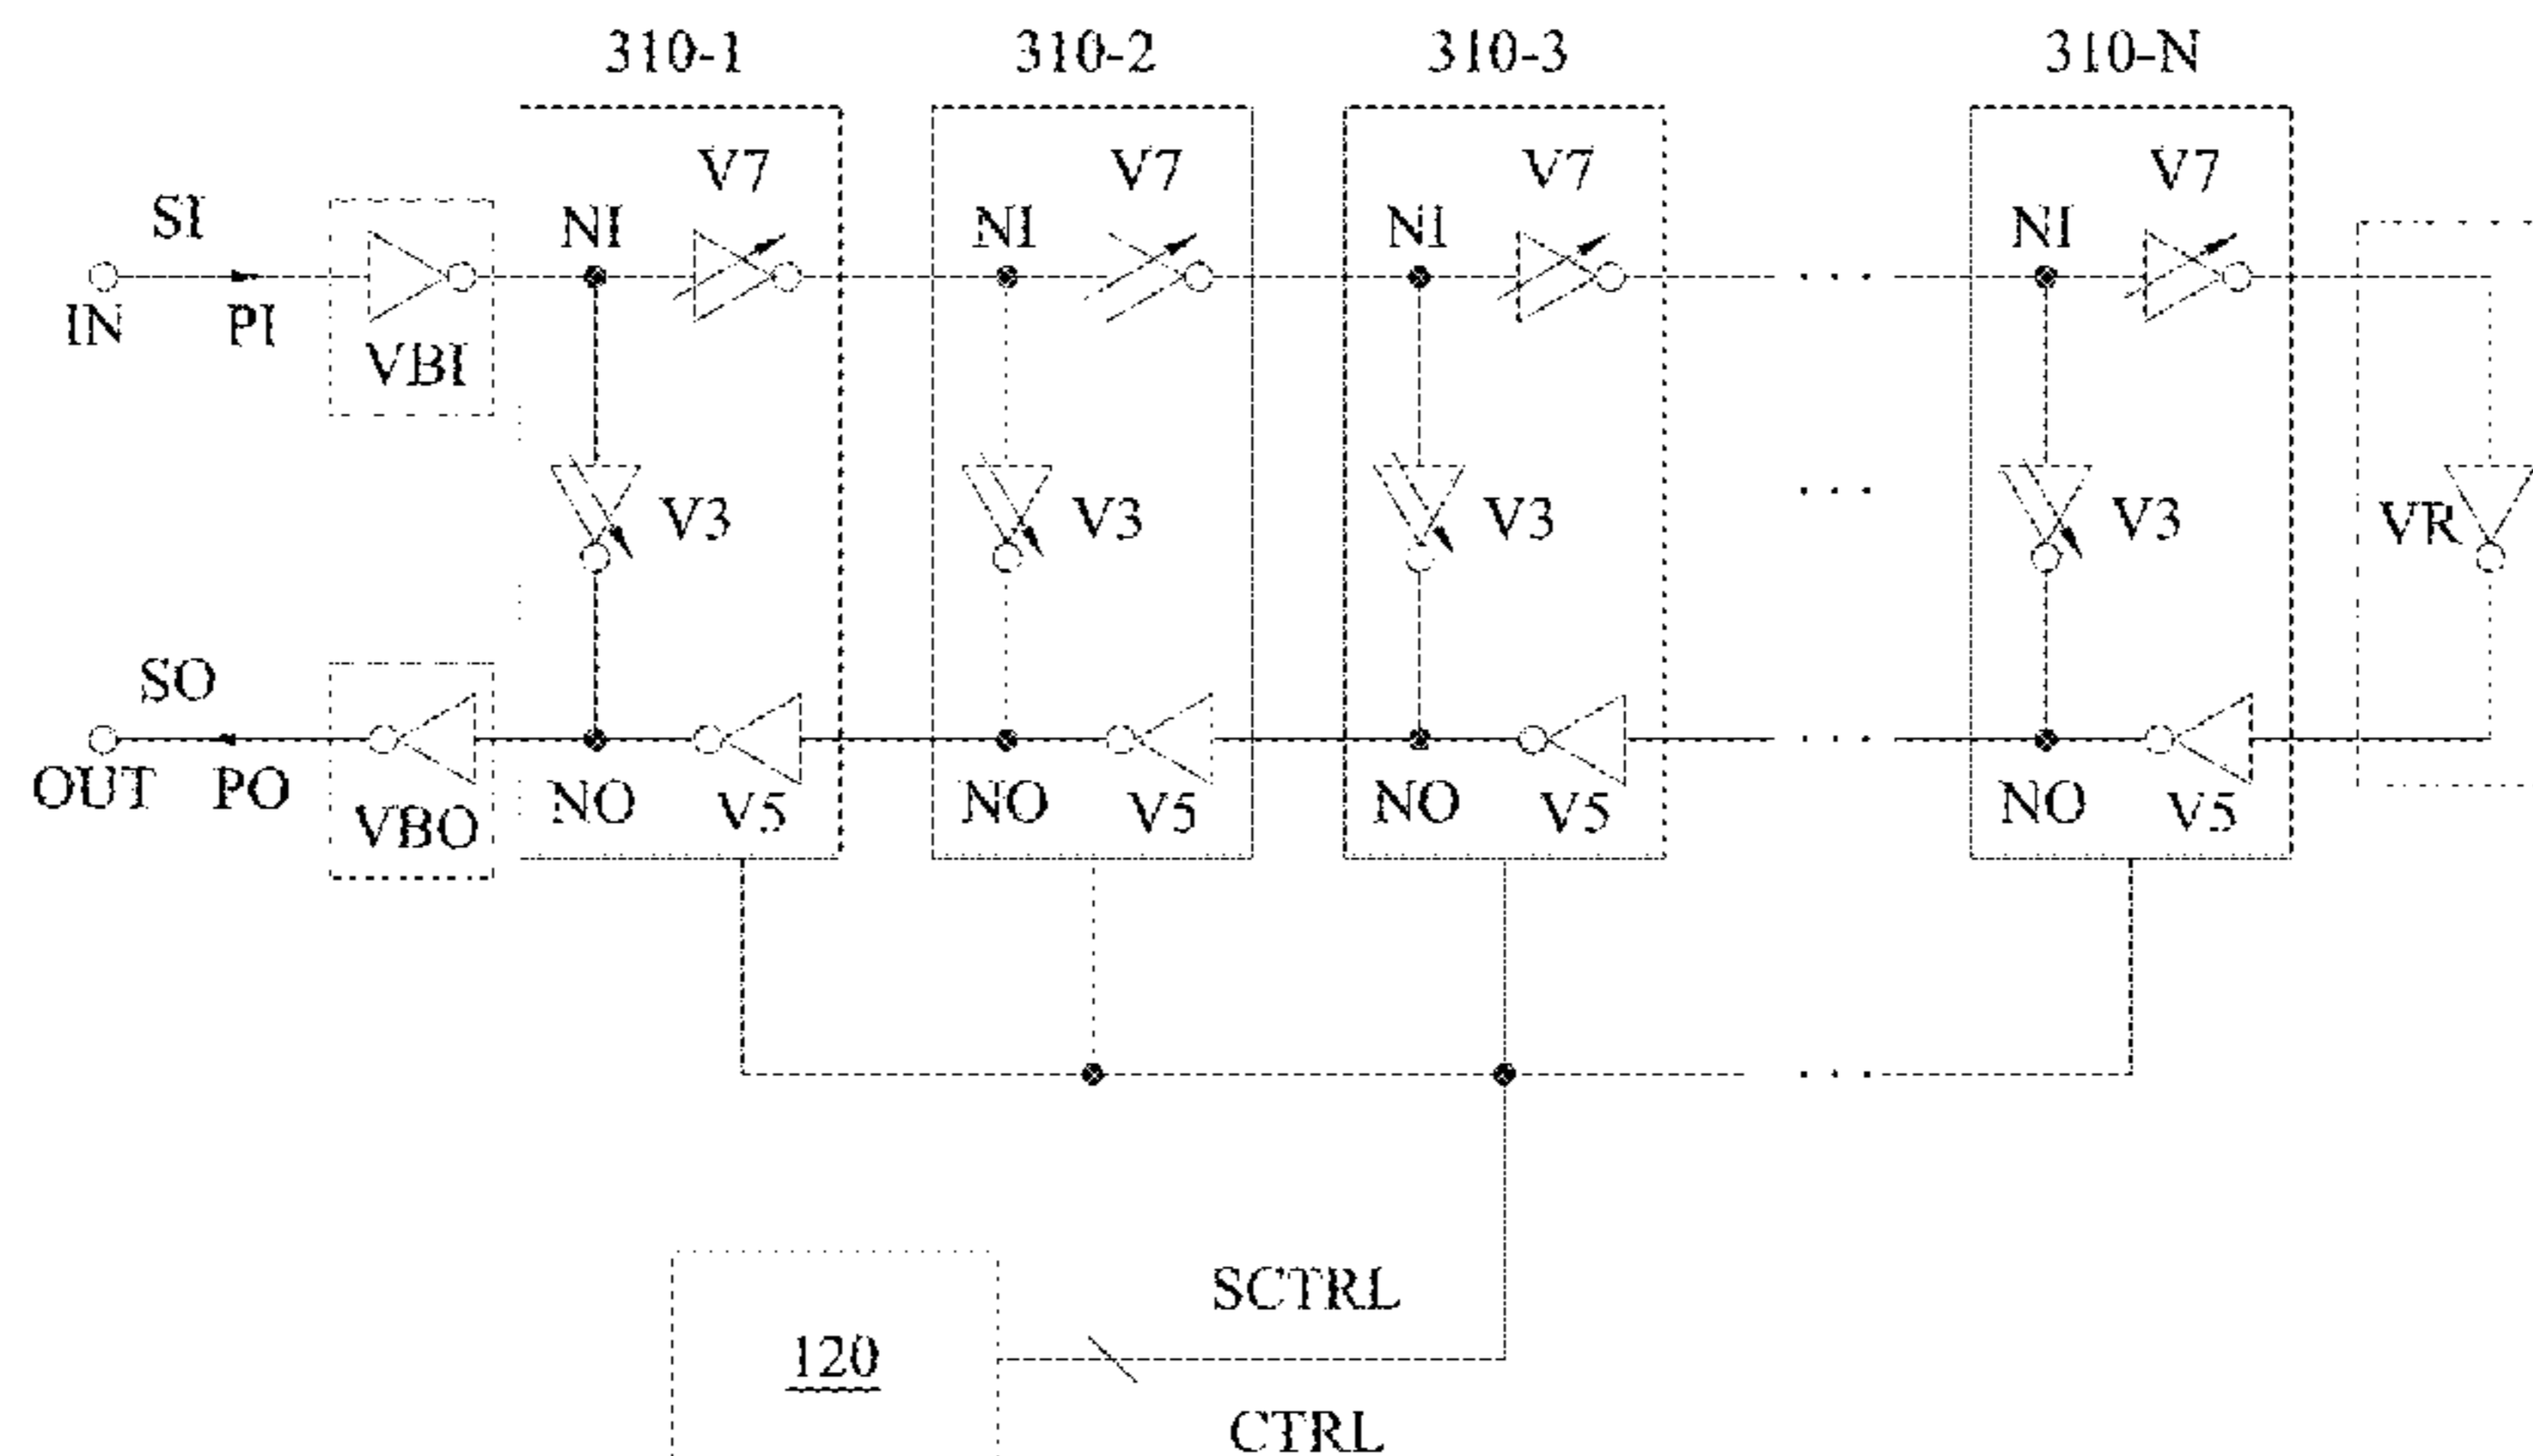 310-1 310-2 310-3 310-N
V7 V7 V7 V7
SI NI NI NI NI
IN PI VBI
V3 V3 V3 V3 VR
SO
OUT PO VBO NO V5 NO V5 NO V5 NO V5
SCTRL
120
CTRL